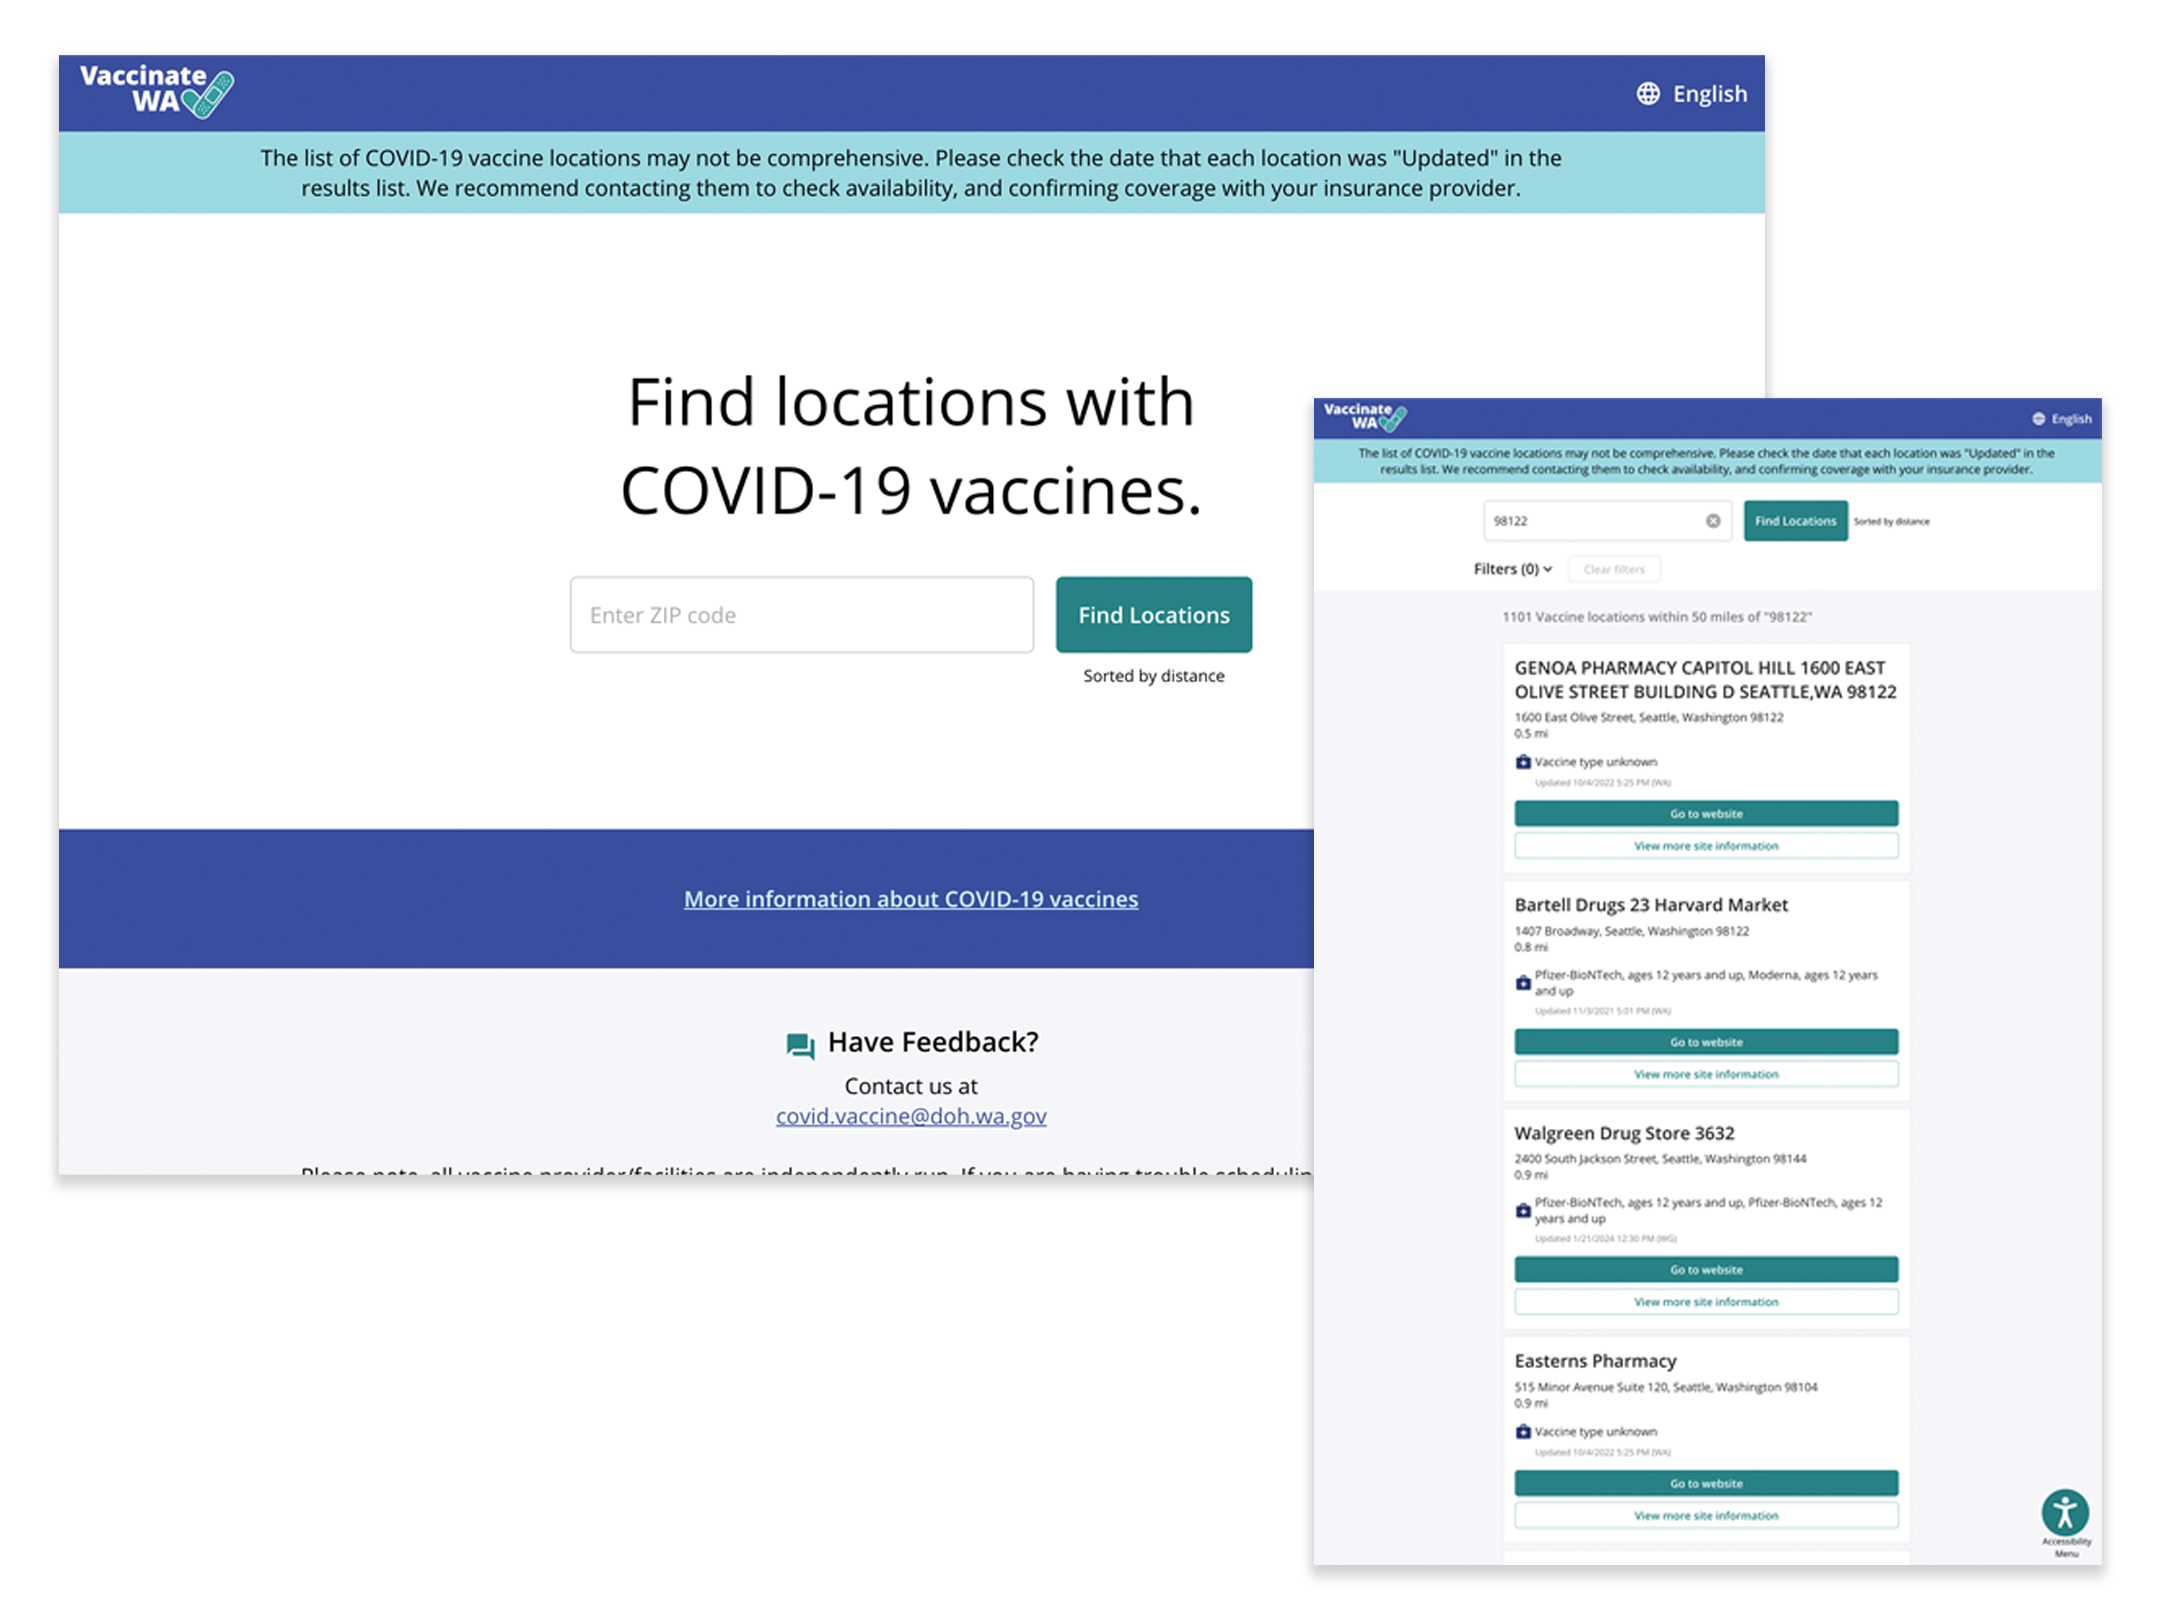 Vaccinate
WA
English
The list of COVID-19 vaccine locations may not be comprehensive. Please check the date that each location was "Updated" in the
results list. We recommend contacting them to check availability, and confirming coverage with your insurance provider.
Find locations with
COVID-19 vaccines.
Enter ZIP code
Find Locations
Sorted by distance
More information about COVID-19 vaccines
Have Feedback?
Contact us at
covid.vaccine@doh.wa.gov
Please note, all vaccine provider/facilities are independently run. If you are having trouble schedulin
Vaccinate
WA
English
The list of COVID-19 vaccine locations may not be comprehensive. Please check the date that each location was "Updated" in the
results list. We recommend contacting them to check availability, and confirming coverage with your insurance provider.
98122
Find Locations
Sorted by distance
Filters (0)
Clear filters
1101 Vaccine locations within 50 miles of "98122"
GENOA PHARMACY CAPITOL HILL 1600 EAST
OLIVE STREET BUILDING D SEATTLE,WA 98122
1600 East Olive Street, Seattle, Washington 98122
0.5 mi
Vaccine type unknown
Updated 10/4/2022 5:25 PM (WA)
Go to website
View more site information
Bartell Drugs 23 Harvard Market
1407 Broadway, Seattle, Washington 98122
0.8 mi
Pfizer-BioNTech, ages 12 years and up, Moderna, ages 12 years
and up
Updated 11/3/2021 5:01 PM (WA)
Go to website
View more site information
Walgreen Drug Store 3632
2400 South Jackson Street, Seattle, Washington 98144
0.9 mi
Pfizer-BioNTech, ages 12 years and up, Pfizer-BioNTech, ages 12
years and up
Updated 1/21/2024 12:30 PM (WG)
Go to website
View more site information
Easterns Pharmacy
515 Minor Avenue Suite 120, Seattle, Washington 98104
0.9 mi
Vaccine type unknown
Updated 10/4/2022 5:25 PM (WA)
Go to website
View more site information
Accessibility
Menu